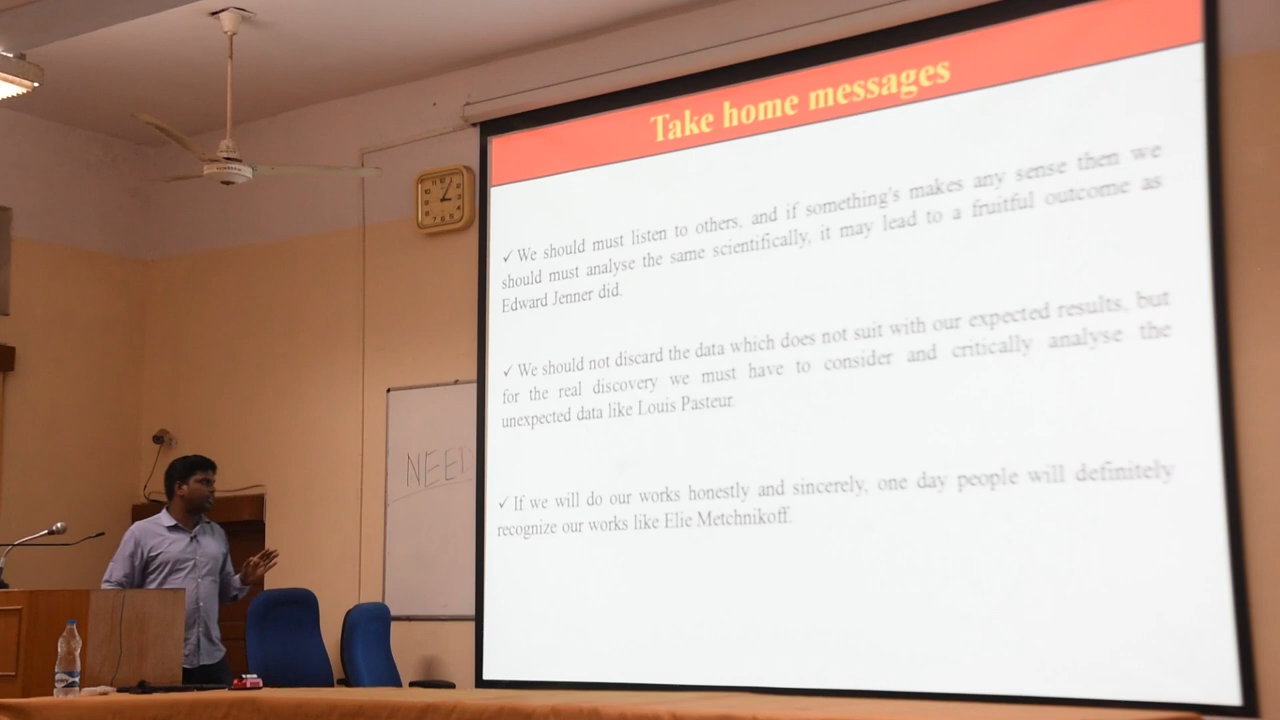 Take home messages
✓ We should must listen to others, and if something's makes any sense then we
should must analyse the same scientifically, it may lead to a fruitful outcome as
Edward Jenner did.
✓ We should not discard the data which does not suit with our expected results, but
for the real discovery we must have to consider and critically analyse the
unexpected data like Louis Pasteur.
✓ If we will do our works honestly and sincerely, one day people will definitely
recognize our works like Elie Metchnikoff.
NEED